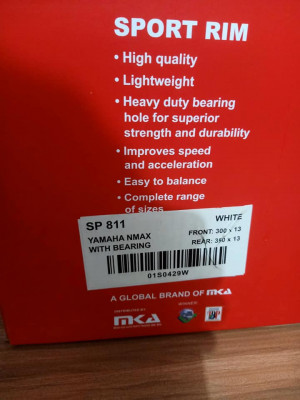 SPORT RIM
• High quality
• Lightweight
• Heavy duty bearing
hole for superior
strength and durability
• Improves speed
and acceleration
• Easy to balance
• Complete range
of sizes
SP 811 WHITE
YAMAHA NMAX FRONT: 300 x 13
WITH BEARING REAR: 350 x 13
01S0429W
A GLOBAL BRAND OF MKA
DISTRIBUTED BY
MKA